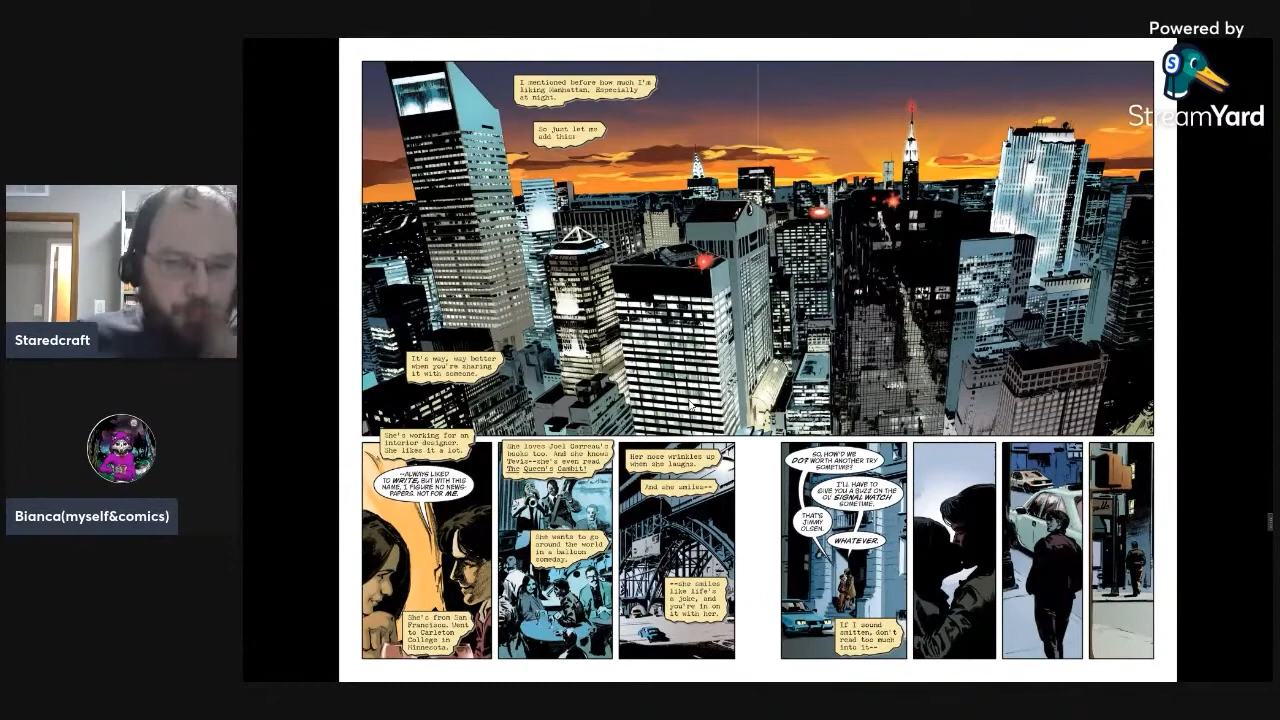 Powered by
StreamYard
Staredcraft
Bianca(myself&comics)
I mentioned before how much I'm
liking Manhattan. Especially
at night.
So just let me
add this:
It's way, way better
when you're sharing
it with someone.
She's working for an
interior designer.
She likes it a lot.
--ALWAYS LIKED
TO WRITE, BUT WITH THIS
NAME, I FIGURE NO NEWS-
PAPERS. NOT FOR ME.
She's from San
Francisco. Went
to Carleton
College in
Minnesota.
She loves Joel Garreau's
books too. And she knows
Tevis--she's even read
The Queen's Gambit!
She wants to go
around the world
in a balloon
someday.
Her nose wrinkles up
when she laughs.
And she smiles--
--she smiles
like life's
a joke, and
you're in on
it with her.
SO, HOW'D WE
DO? WORTH ANOTHER TRY
SOMETIME?
I'LL HAVE TO
GIVE YOU A BUZZ ON THE
OL' SIGNAL WATCH
SOMETIME.
THAT'S
JIMMY
OLSEN.
WHATEVER.
If I sound
smitten, don't
read too much
into it--